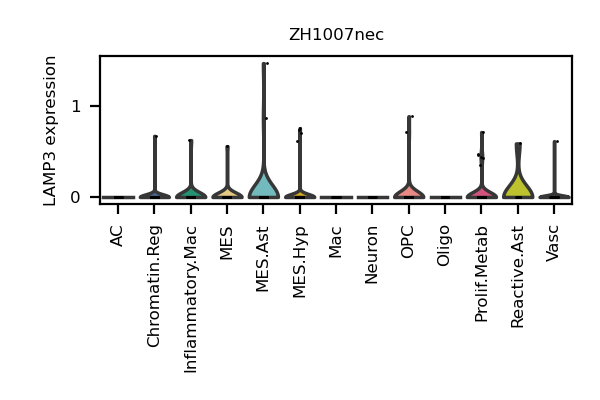 ZH1007nec
LAMP3 expression
1
0
AC
Chromatin.Reg
Inflammatory.Mac
MES
MES.Ast
MES.Hyp
Mac
Neuron
OPC
Oligo
Prolif.Metab
Reactive.Ast
Vasc